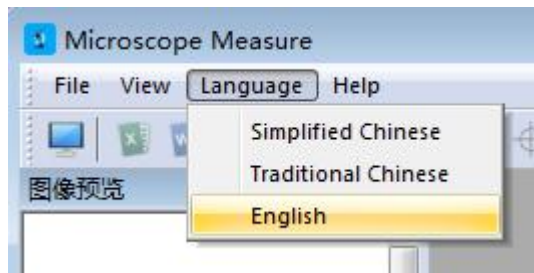 Microscope Measure
File View Language Help
Simplified Chinese
Traditional Chinese
图像预览
English